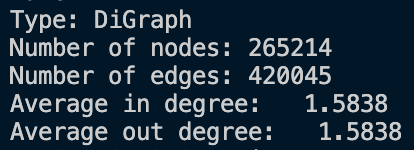 Type: DiGraph
Number of nodes: 265214
Number of edges: 420045
Average in degree:   1.5838
Average out degree:   1.5838